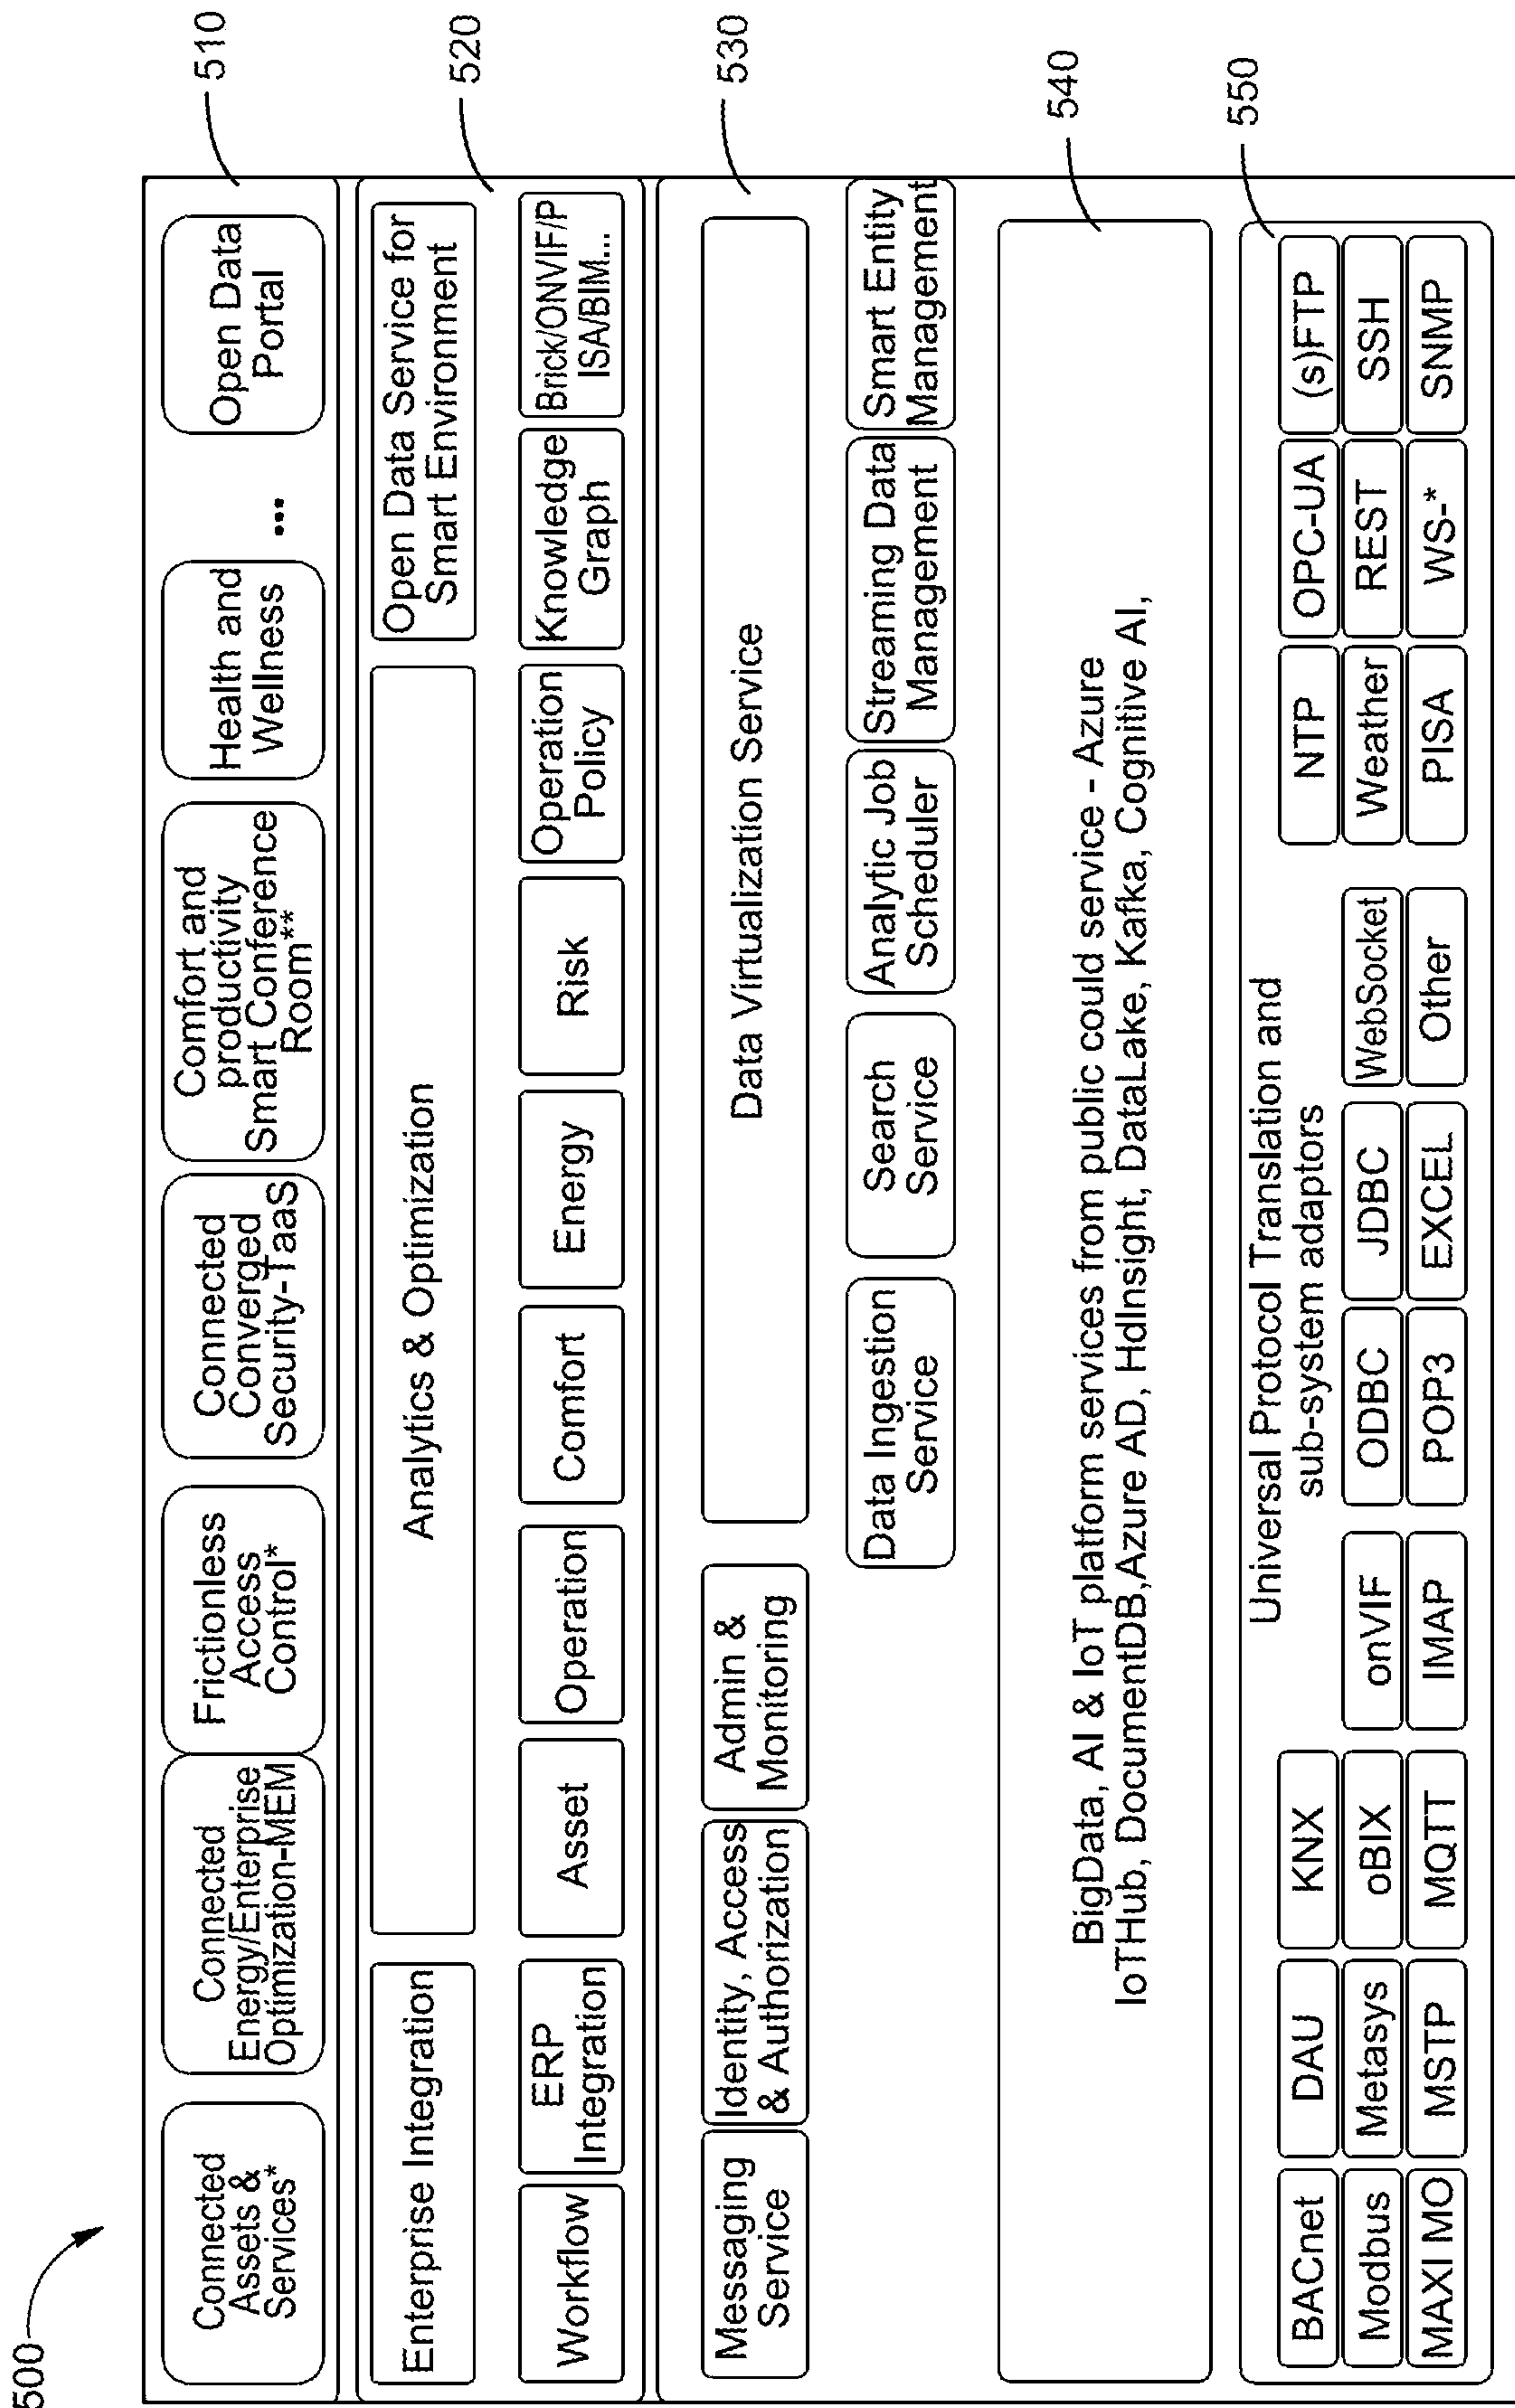 500
Connected
Assets &
Services*
Connected
Energy/Enterprise
Optimization-MEM
Frictionless
Access
Control*
Connected
Converged
Security-TaaS
Comfort and
productivity
Smart Conference
Room**
Health and
Wellness
...
Open Data
Portal
510
Enterprise Integration
Analytics & Optimization
Open Data Service for
Smart Environment
520
Workflow
ERP
Integration
Asset
Operation
Comfort
Energy
Risk
Operation
Policy
Knowledge
Graph
Brick/ONVIF/P
ISA/BIM...
Messaging
Service
Identity, Access
& Authorization
Admin &
Monitoring
Data Virtualization Service
530
Data Ingestion
Service
Search
Service
Analytic Job
Scheduler
Streaming Data
Management
Smart Entity
Management
BigData, AI & IoT platform services from public could service - Azure
IoTHub, DocumentDB,Azure AD, HdInsight, DataLake, Kafka, Cognitive AI,
540
Universal Protocol Translation and
sub-system adaptors
550
BACnet
DAU
KNX
NTP
OPC-UA
(s)FTP
Modbus
Metasys
oBIX
onVIF
ODBC
JDBC
WebSocket
Weather
REST
SSH
MAXI MO
MSTP
MQTT
IMAP
POP3
EXCEL
Other
PISA
WS-*
SNMP